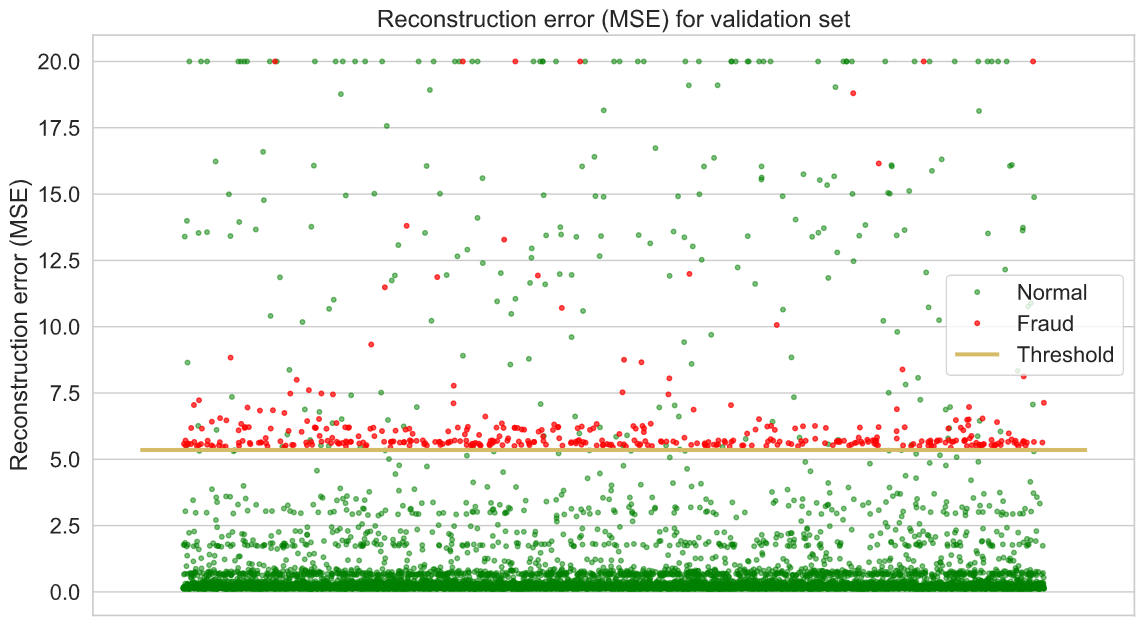 Reconstruction error (MSE) for validation set
Reconstruction error (MSE)
20.0
17.5
15.0
12.5
10.0
7.5
5.0
2.5
0.0
Normal
Fraud
Threshold